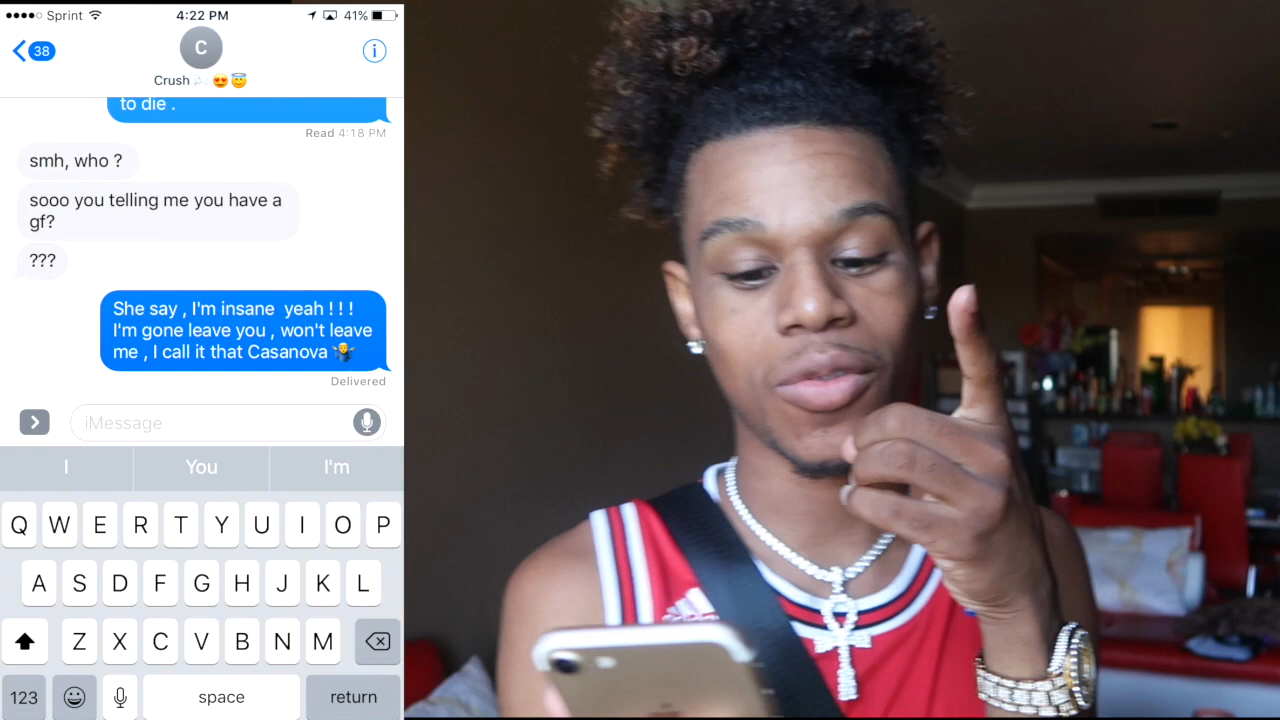 Sprint 4:22 PM 41%
38
C
Crush 😍😇
to die .
Read 4:18 PM
smh, who ?
sooo you telling me you have a
gf?
???
She say , I'm insane yeah ! ! !
I'm gone leave you , won't leave
me , I call it that Casanova 🤷‍♂️
Delivered
iMessage
I You I'm
Q W E R T Y U I O P
A S D F G H J K L
Z X C V B N M
123 space return